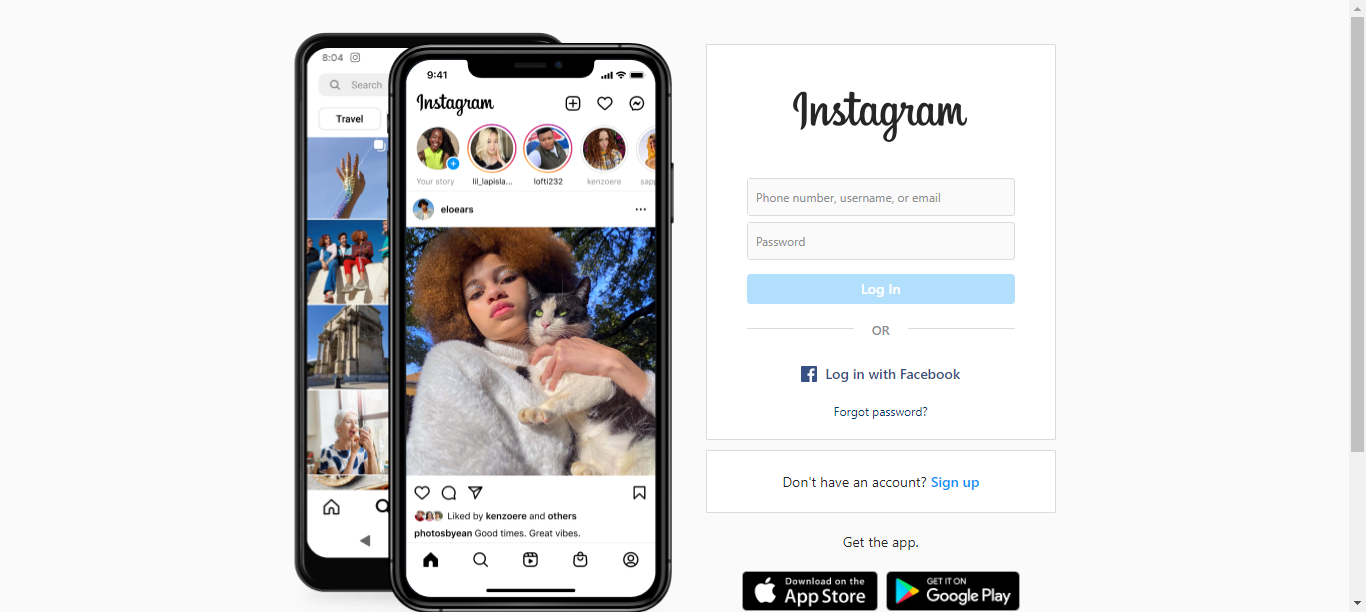 8:04
Search
Travel
9:41
Instagram
Your story
lil_lapisla...
lofti232
kenzoere
sapp
eloears
Liked by kenzoere and others
photosbyean Good times. Great vibes.
Instagram
Phone number, username, or email
Password
Log In
OR
Log in with Facebook
Forgot password?
Don't have an account? Sign up
Get the app.
Download on the
App Store
GET IT ON
Google Play